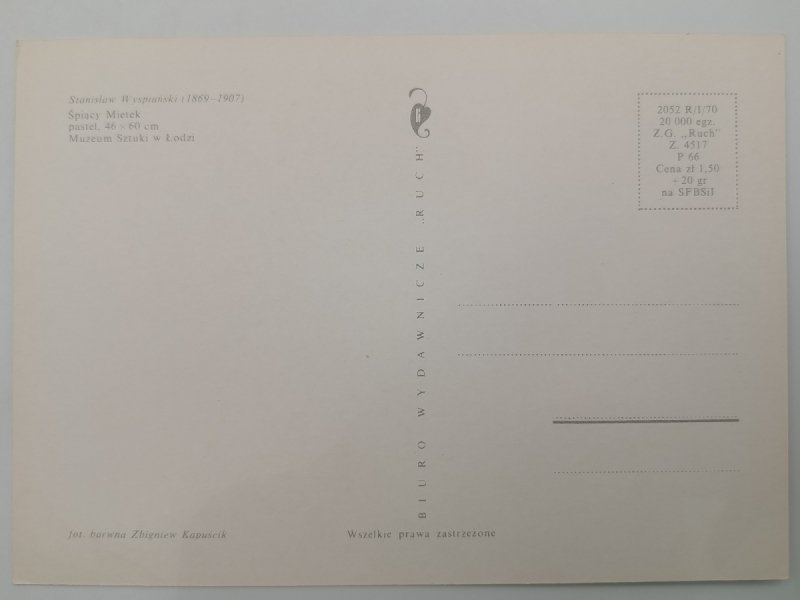 Stanisław Wyspiański (1869–1907)
Śpiący Mietek
pastel, 46 × 60 cm
Muzeum Sztuki w Łodzi
fot. barwna Zbigniew Kapuścik
BIURO WYDAWNICZE „RUCH”
Wszelkie prawa zastrzeżone
2052 R/I/70
20 000 egz.
Z.G. „Ruch”
Z. 4517
P 66
Cena zł 1,50
+ 20 gr
na SFBSiI